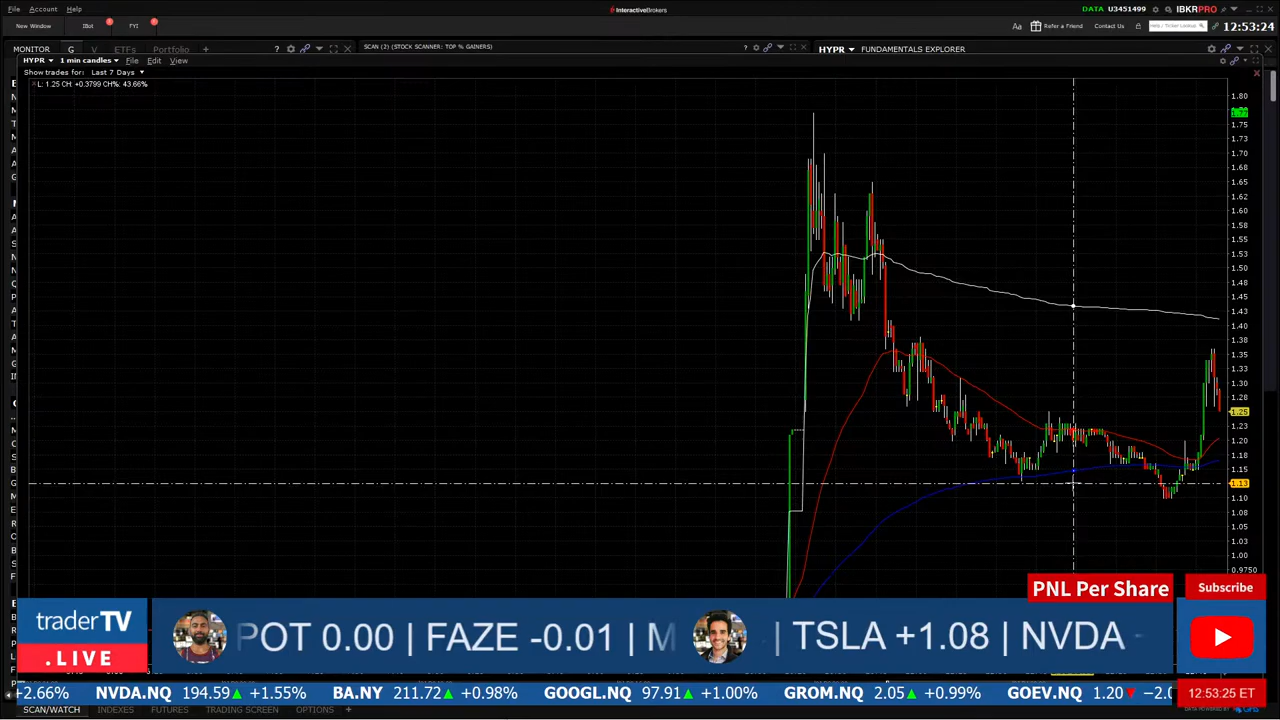 File Account Help
InteractiveBrokers
DATA U3451499 IBKRPRO
New Window IBot FYI
Aa Refer a Friend Contact Us 12:53:24
MONITOR G V ETFs Portfolio +
SCAN (2) (STOCK SCANNER: TOP % GAINERS)
HYPR FUNDAMENTALS EXPLORER
HYPR 1 min candles File Edit View
Show trades for: Last 7 Days
L: 1.25 CH: +0.3799 CH%: 43.66%
1.80
1.77
1.75
1.73
1.70
1.68
1.65
1.62
1.60
1.58
1.55
1.53
1.50
1.48
1.45
1.43
1.40
1.38
1.35
1.33
1.30
1.28
1.25
1.23
1.20
1.18
1.15
1.13
1.10
1.08
1.05
1.03
1.00
0.9750
PNL Per Share
Subscribe
traderTV
.LIVE
POT 0.00 | FAZE -0.01 | M
| TSLA +1.08 | NVDA -
+2.66% NVDA.NQ 194.59 +1.55% BA.NY 211.72 +0.98% GOOGL.NQ 97.91 +1.00% GROM.NQ 2.05 +0.99% GOEV.NQ 1.20 -2.0
12:53:25 ET
SCAN/WATCH INDEXES FUTURES TRADING SCREEN OPTIONS +